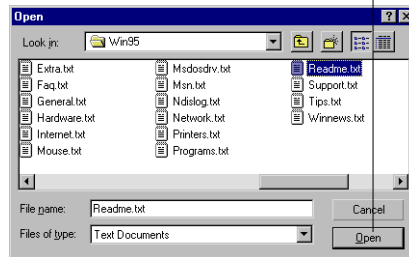 Open
Look in: Win95
Extra.txt Msdosdrv.txt Readme.txt
Faq.txt Msn.txt Support.txt
General.txt Ndislog.txt Tips.txt
Hardware.txt Network.txt Winnews.txt
Internet.txt Printers.txt
Mouse.txt Programs.txt
File name: Readme.txt Cancel
Files of type: Text Documents Open